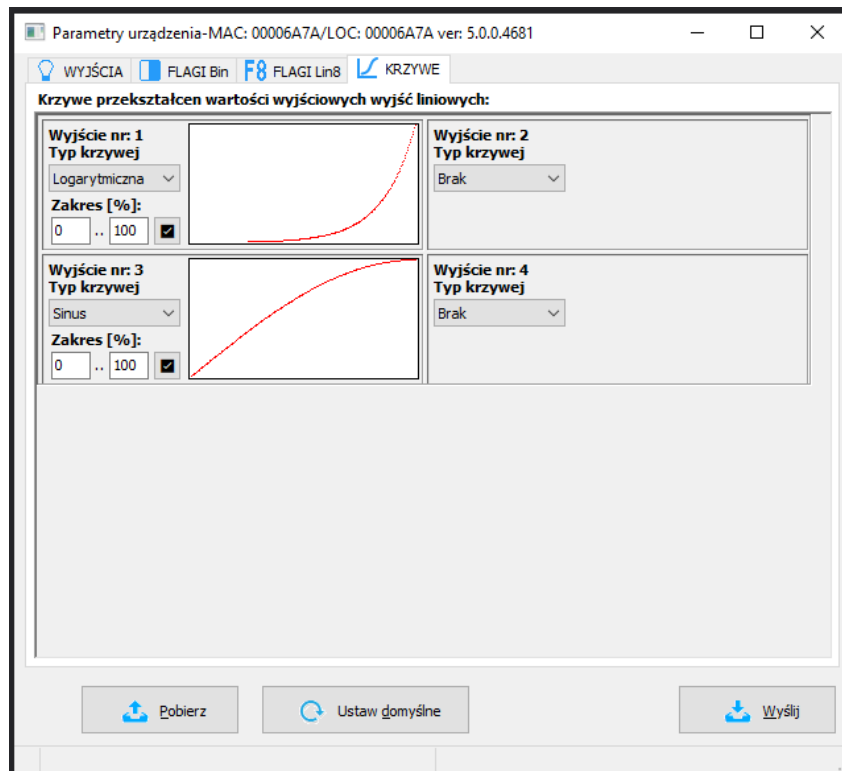 Parametry urządzenia-MAC: 00006A7A/LOC: 00006A7A ver: 5.0.0.4681
WYJŚCIA FLAGI Bin F8 FLAGI Lin8 KRZYWE
Krzywe przekształcen wartości wyjściowych wyjść liniowych:
Wyjście nr: 1
Typ krzywej
Logarytmiczna
Zakres [%]:
0 .. 100
Wyjście nr: 2
Typ krzywej
Brak
Wyjście nr: 3
Typ krzywej
Sinus
Zakres [%]:
0 .. 100
Wyjście nr: 4
Typ krzywej
Brak
Pobierz Ustaw domyślne Wyślij